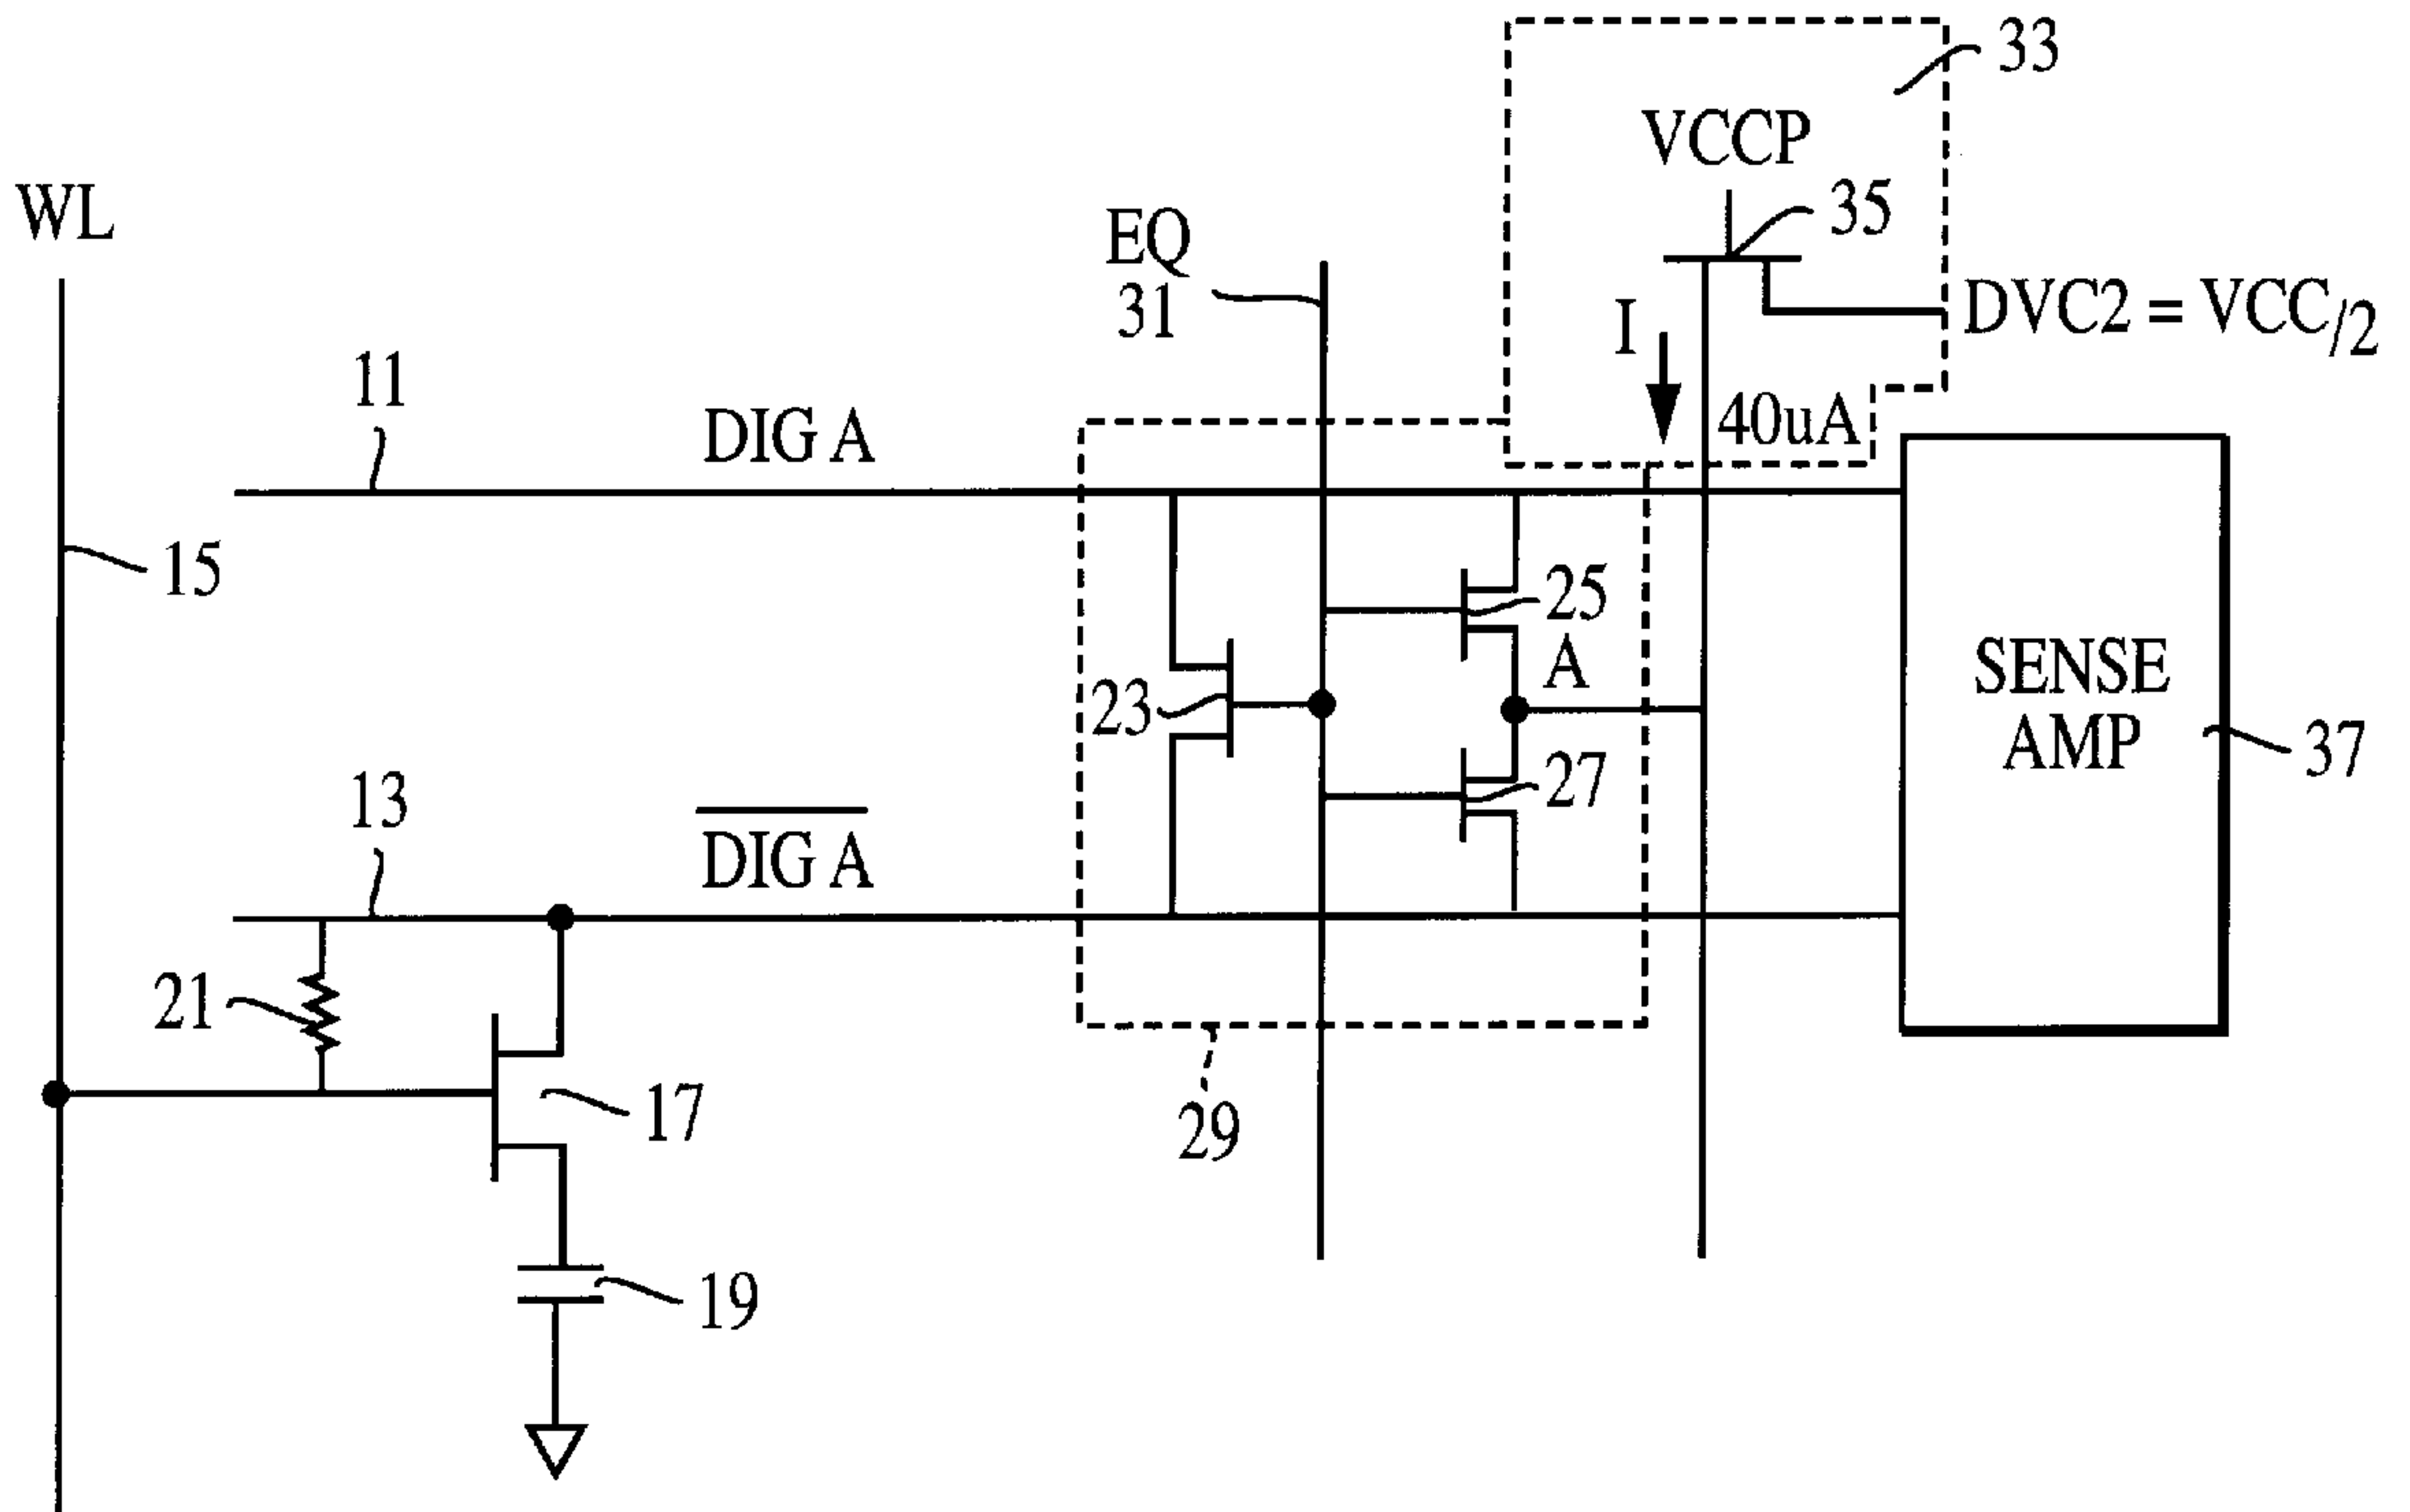 33
VCCP
35
WL
EQ
31
DVC2 = VCC/2
I
40uA
11
DIG A
15
25
A
23
SENSE
AMP
37
27
13
DIG A
21
17
29
19